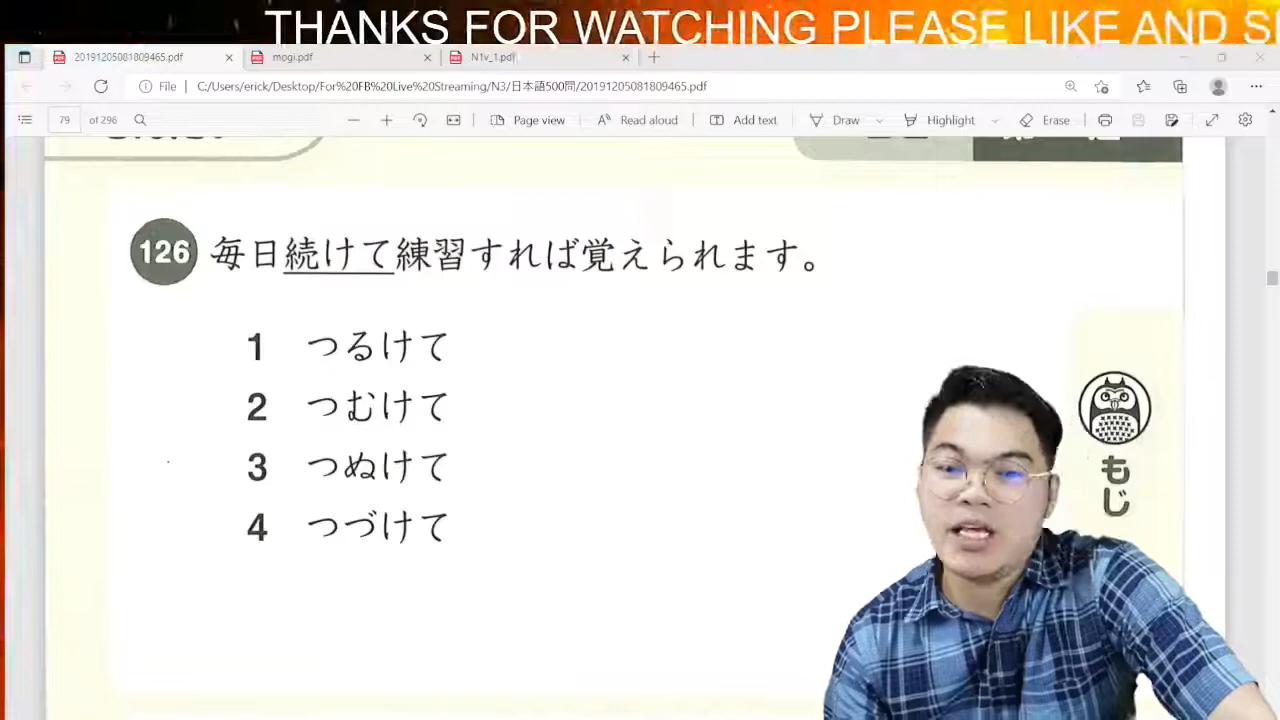 THANKS FOR WATCHING PLEASE LIKE AND S
20191205081809465.pdf
mogi.pdf
N1v_1.pdf
File
C:/Users/erick/Desktop/For%20FB%20Live%20Streaming/N3/日本語500問/20191205081809465.pdf
79 of 296
Page view
Read aloud
Add text
Draw
Highlight
Erase
126 毎日続けて練習すれば覚えられます。
1 つるけて
2 つむけて
3 つぬけて
4 つづけて
もじ